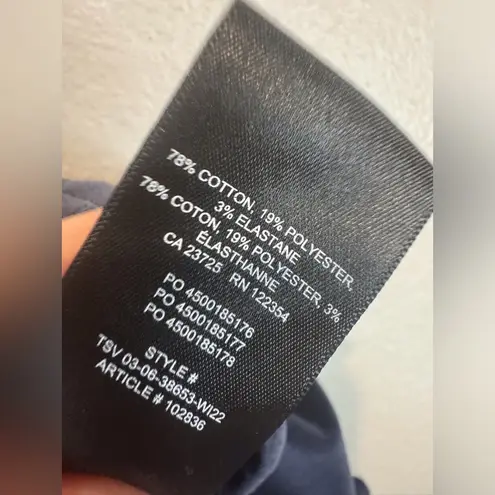 78% COTTON, 19% POLYESTER,
3% ELASTANE
78% COTON, 19% POLYESTER, 3%
ÉLASTHANNE
CA 23725 RN 122354
PO 4500185176
PO 4500185177
PO 4500185178
STYLE #
TSV 03-06-38653-WI22
ARTICLE # 102836